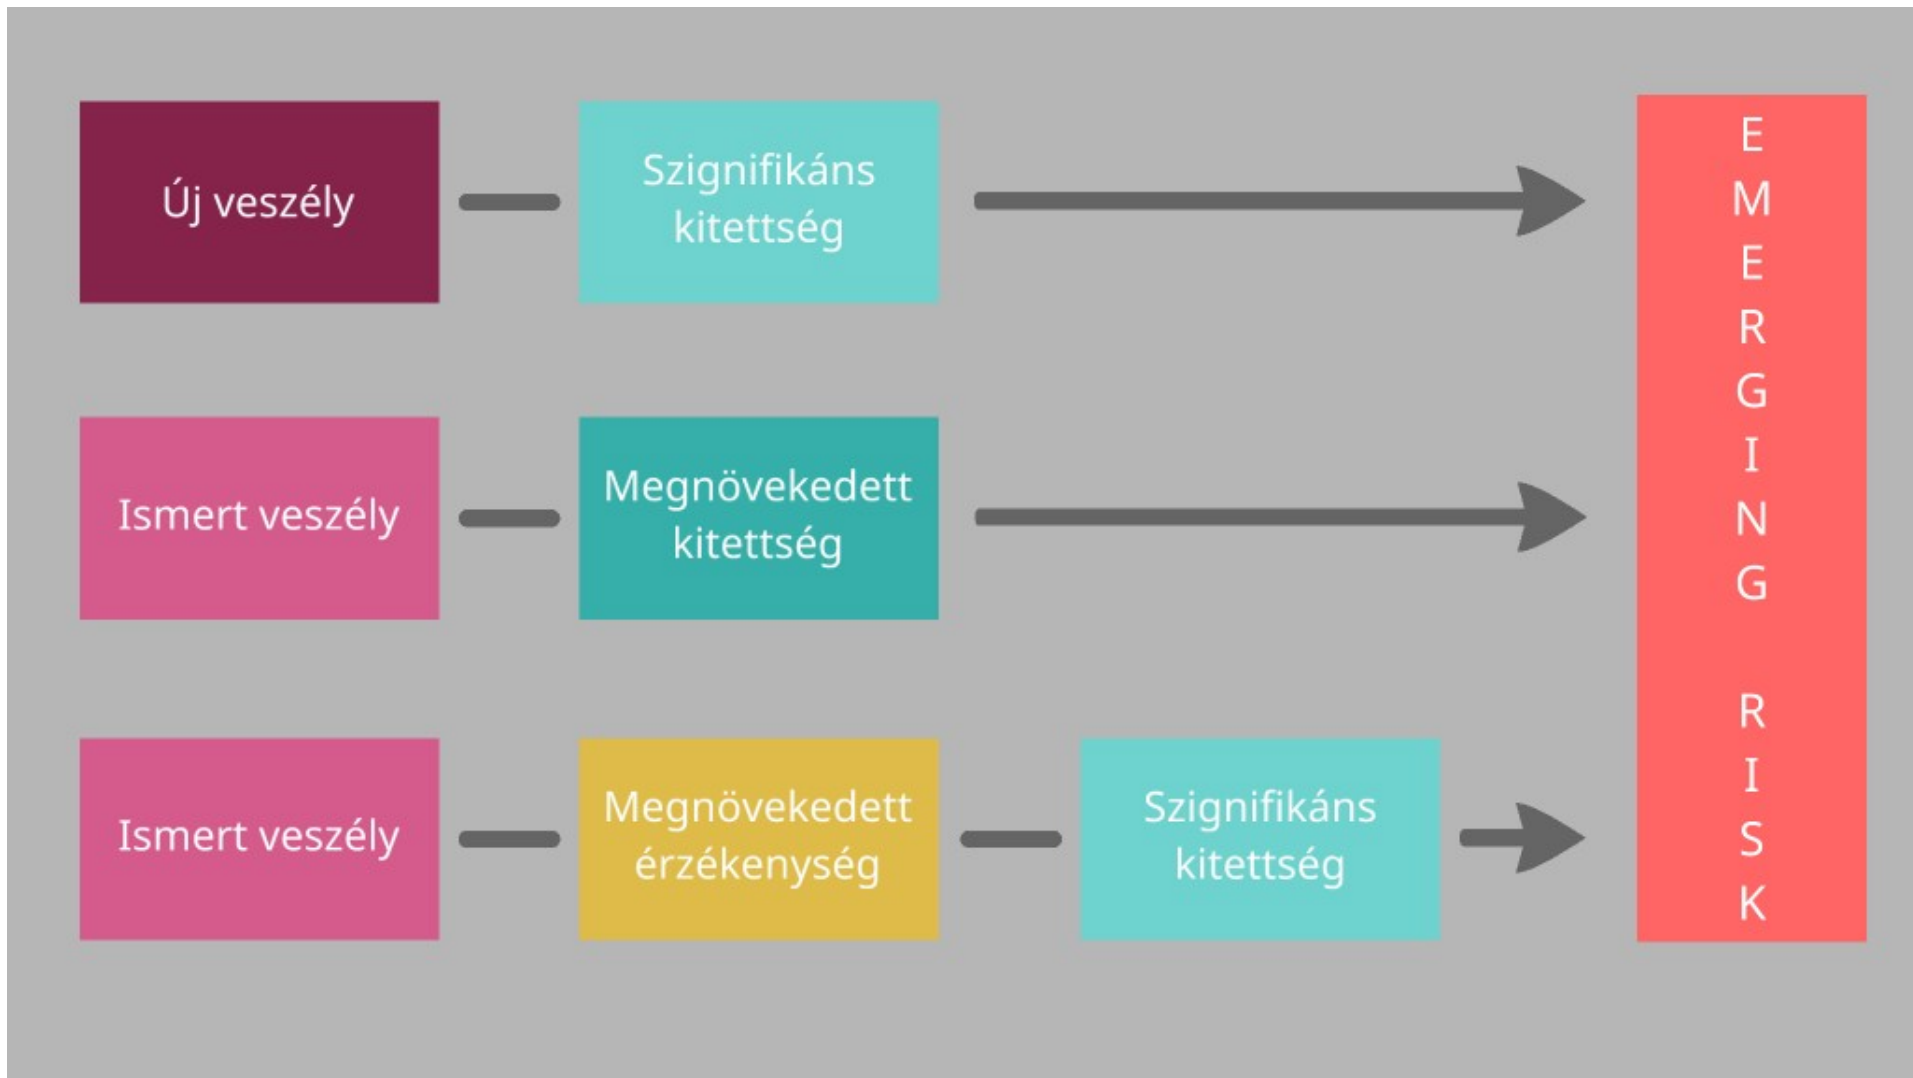 Új veszély
Szignifikáns
kitettség
Ismert veszély
Megnövekedett
kitettség
Ismert veszély
Megnövekedett
érzékenység
Szignifikáns
kitettség
E
M
E
R
G
I
N
G
R
I
S
K